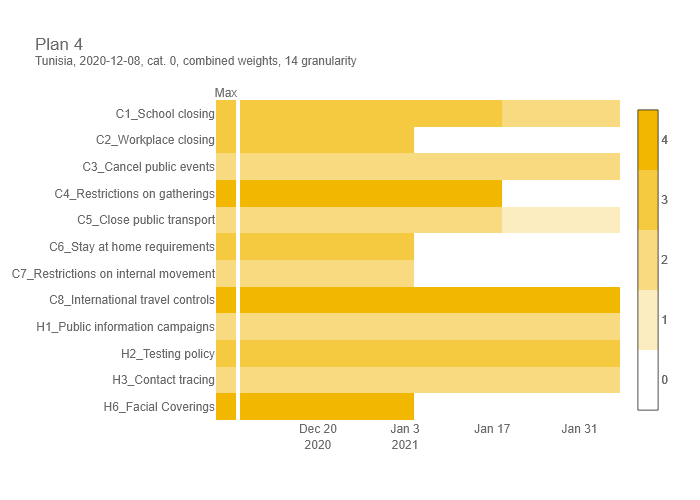 Plan 4
Tunisia, 2020-12-08, cat. 0, combined weights, 14 granularity
Max
C1_School closing
C2_Workplace closing
C3_Cancel public events
C4_Restrictions on gatherings
C5_Close public transport
C6_Stay at home requirements
C7_Restrictions on internal movement
C8_International travel controls
H1_Public information campaigns
H2_Testing policy
H3_Contact tracing
H6_Facial Coverings
Dec 20 Jan 3 Jan 17 Jan 31
2020 2021
4
3
2
1
0